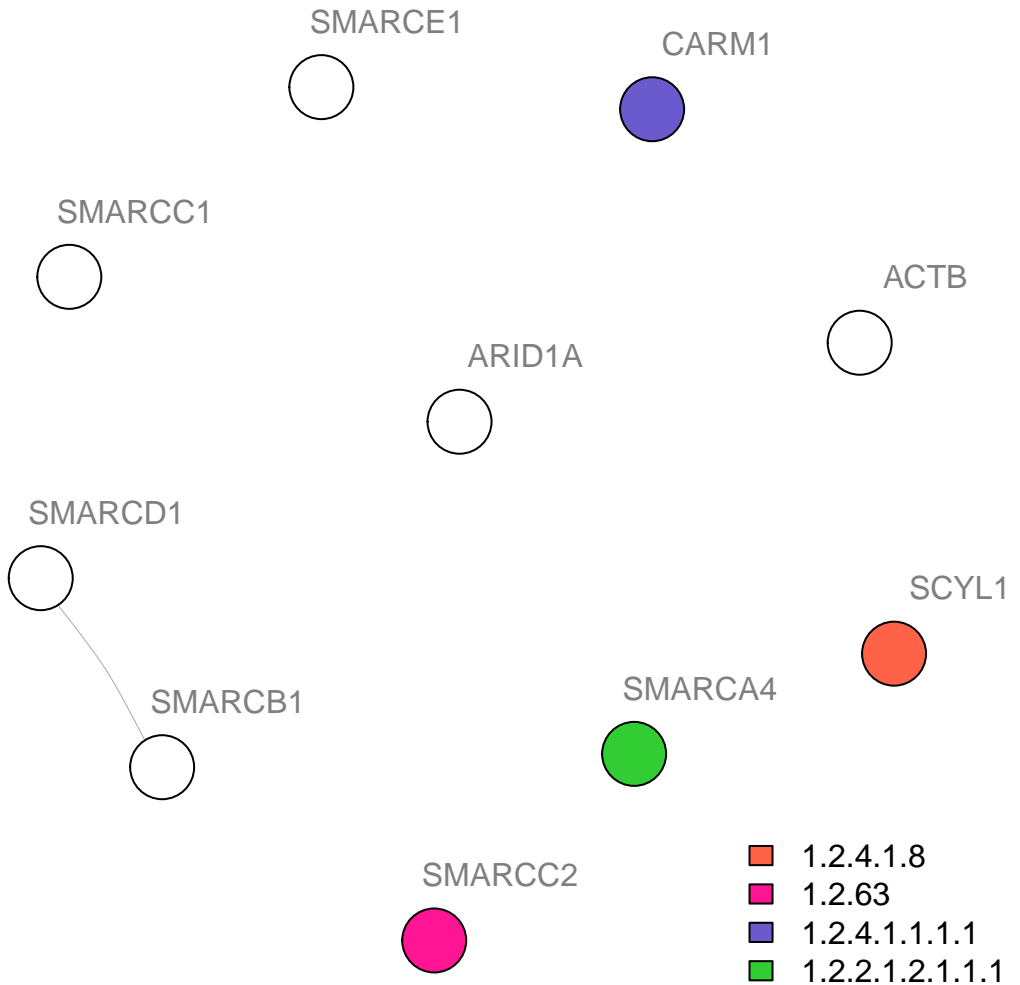 SMARCE1
CARM1
SMARCC1
ACTB
ARID1A
SMARCD1
SCYL1
SMARCA4
SMARCB1
SMARCC2
1.2.4.1.8
1.2.63
1.2.4.1.1.1.1
1.2.2.1.2.1.1.1